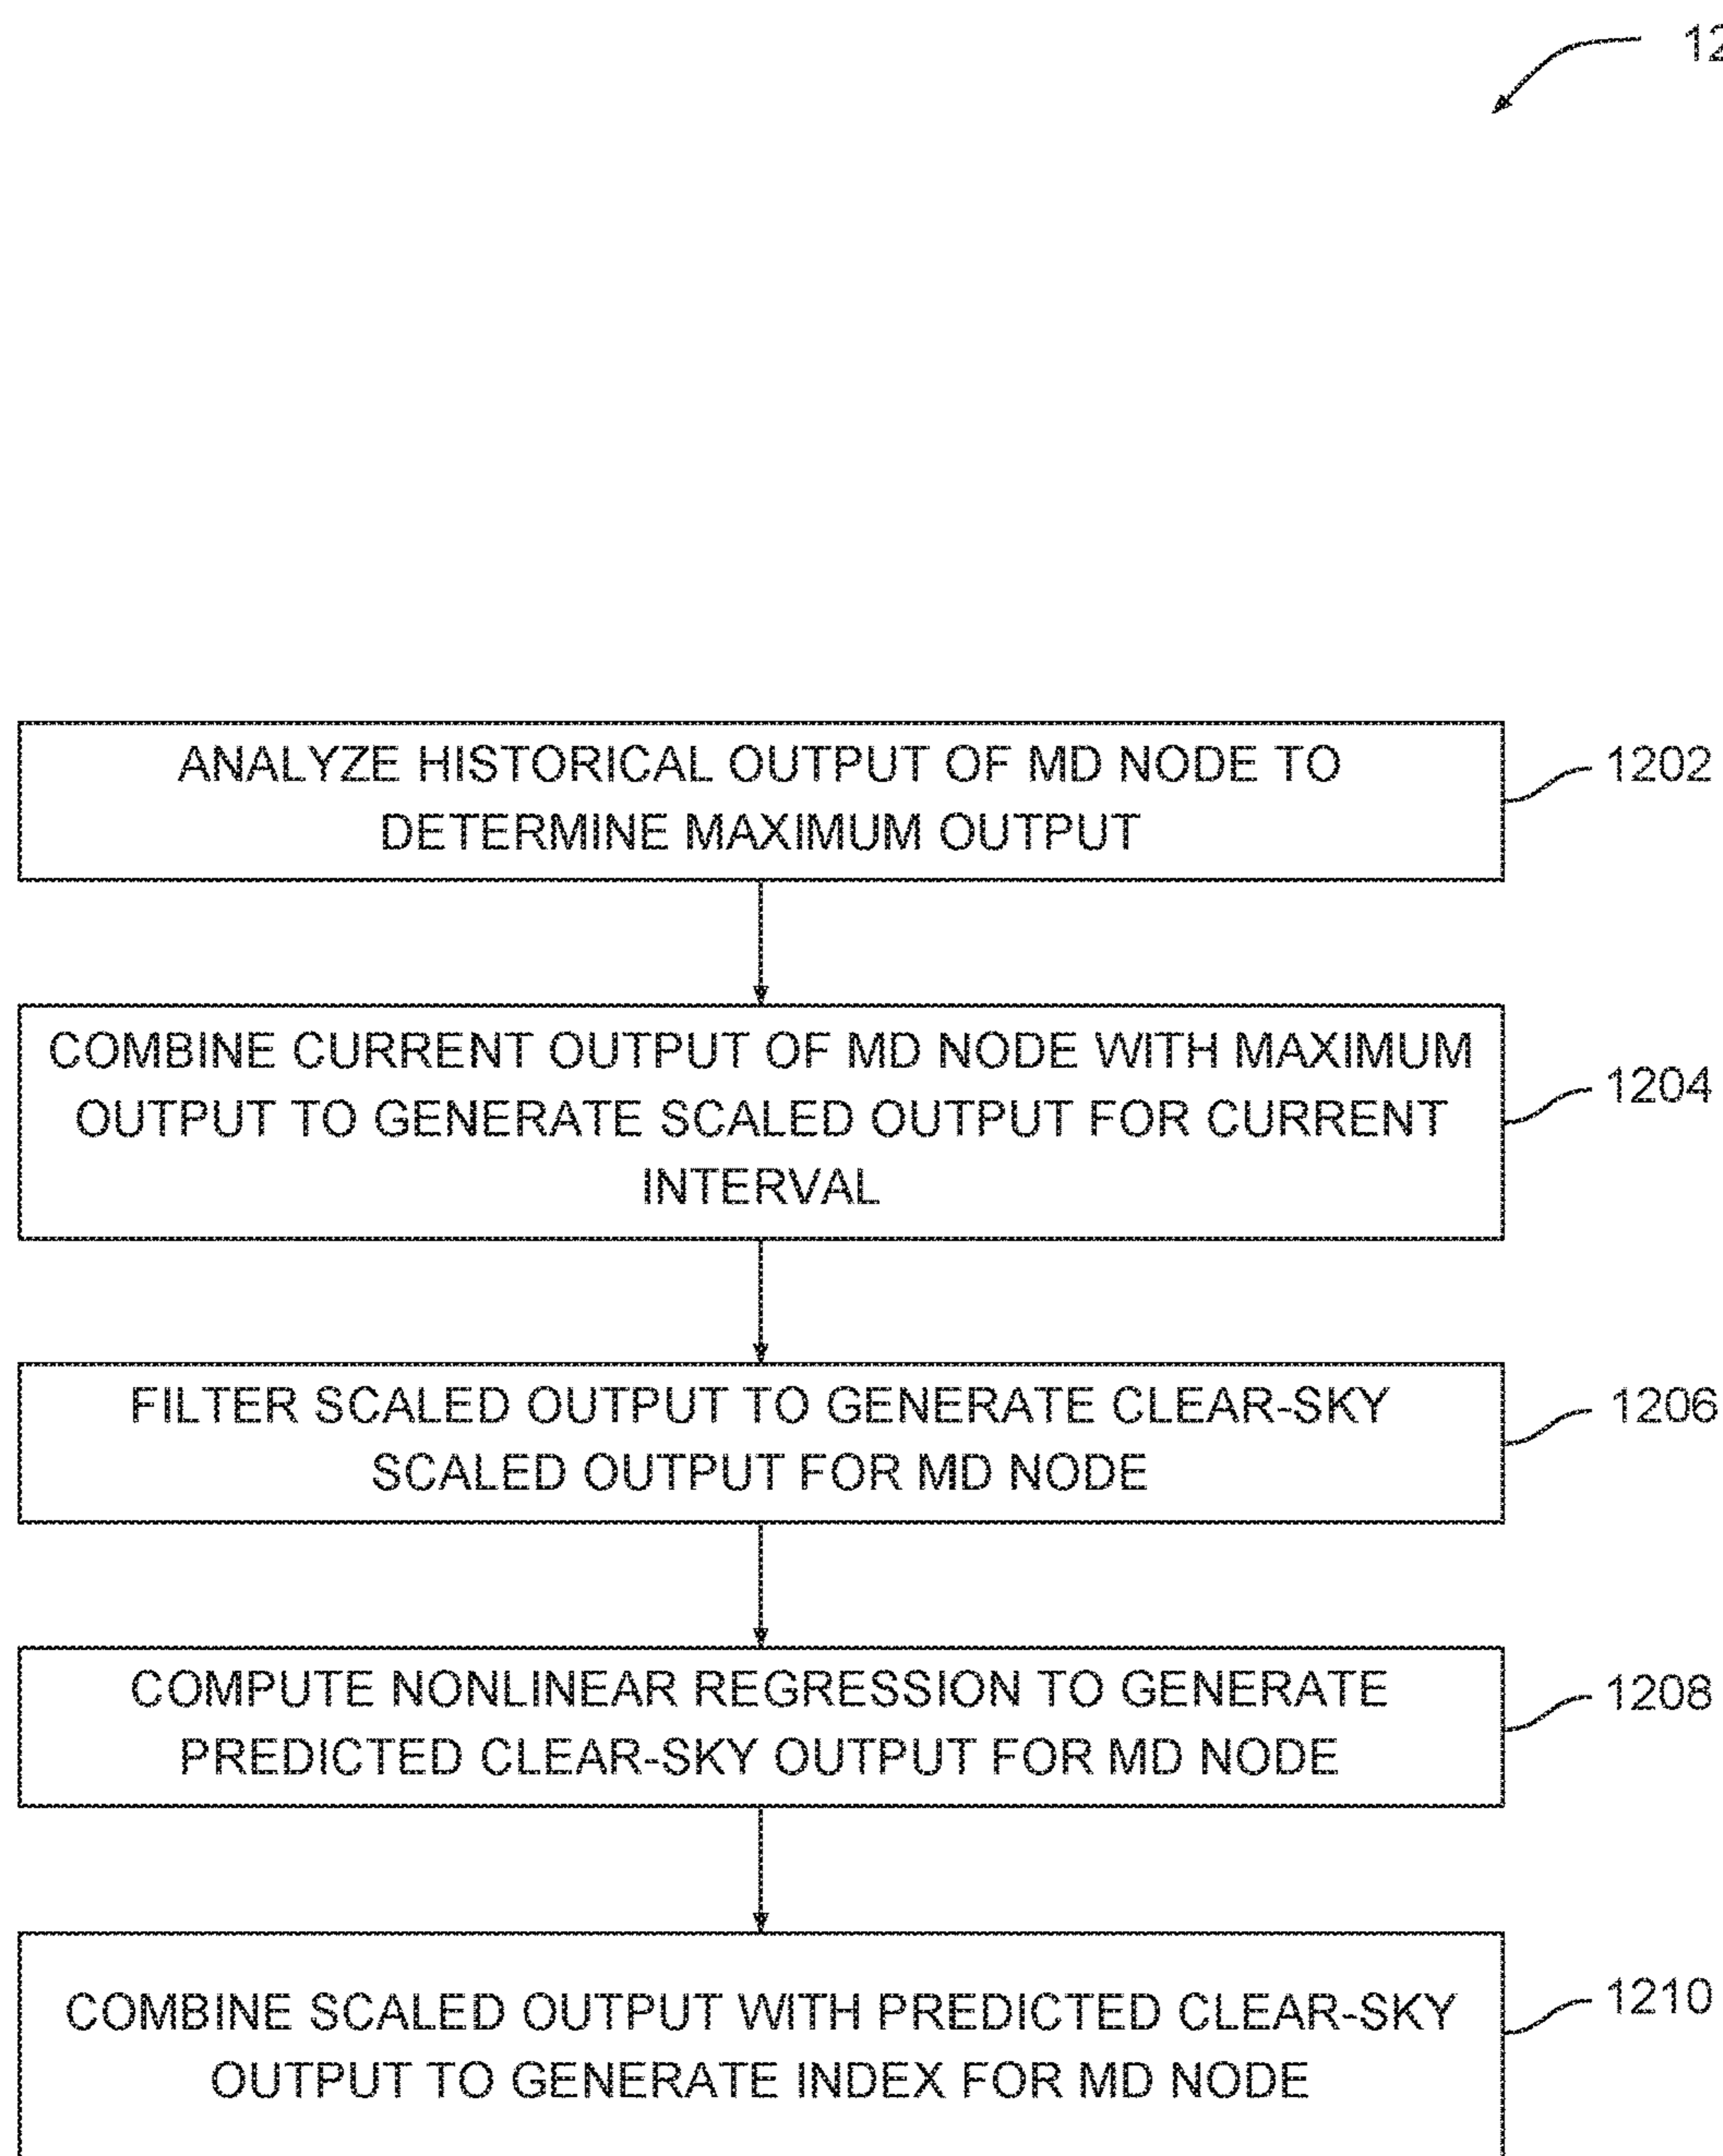 12
ANALYZE HISTORICAL OUTPUT OF MD NODE TO
DETERMINE MAXIMUM OUTPUT
1202
COMBINE CURRENT OUTPUT OF MD NODE WITH MAXIMUM
OUTPUT TO GENERATE SCALED OUTPUT FOR CURRENT
INTERVAL
1204
FILTER SCALED OUTPUT TO GENERATE CLEAR-SKY
SCALED OUTPUT FOR MD NODE
1206
COMPUTE NONLINEAR REGRESSION TO GENERATE
PREDICTED CLEAR-SKY OUTPUT FOR MD NODE
1208
COMBINE SCALED OUTPUT WITH PREDICTED CLEAR-SKY
OUTPUT TO GENERATE INDEX FOR MD NODE
1210